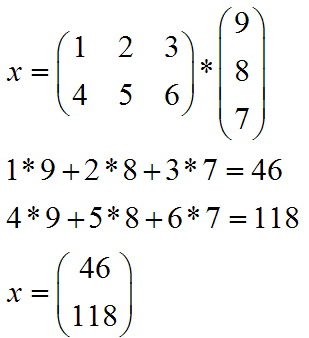 x = ( 1 2 3 ) * ( 9
4 5 6 8
7 )
1*9+2*8+3*7=46
4*9+5*8+6*7=118
x = ( 46
118 )